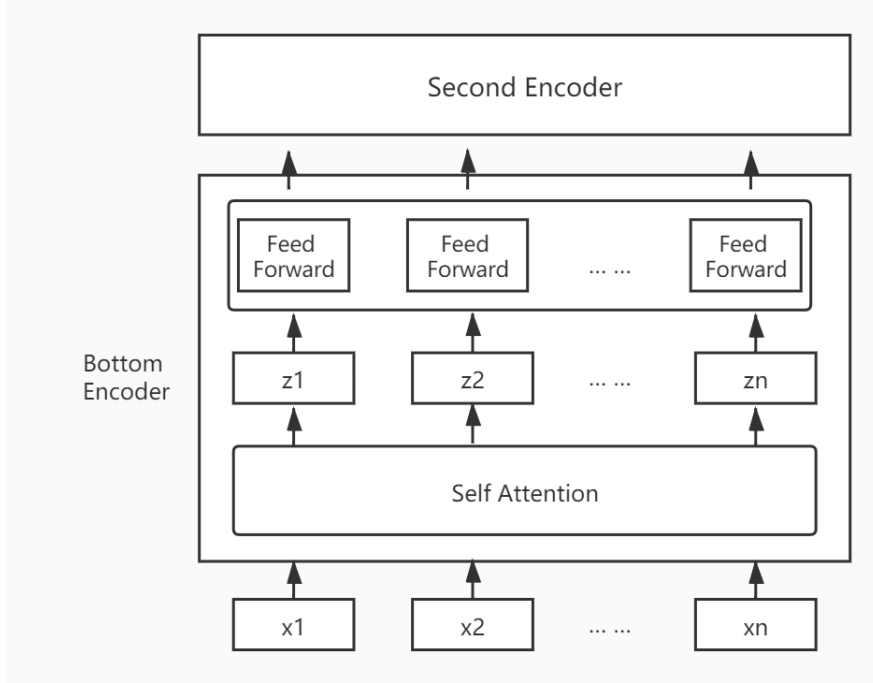 Second Encoder
Feed
Forward
Feed
Forward
... ...
Feed
Forward
Bottom
Encoder
z1
z2
... ...
zn
Self Attention
x1
x2
... ...
xn